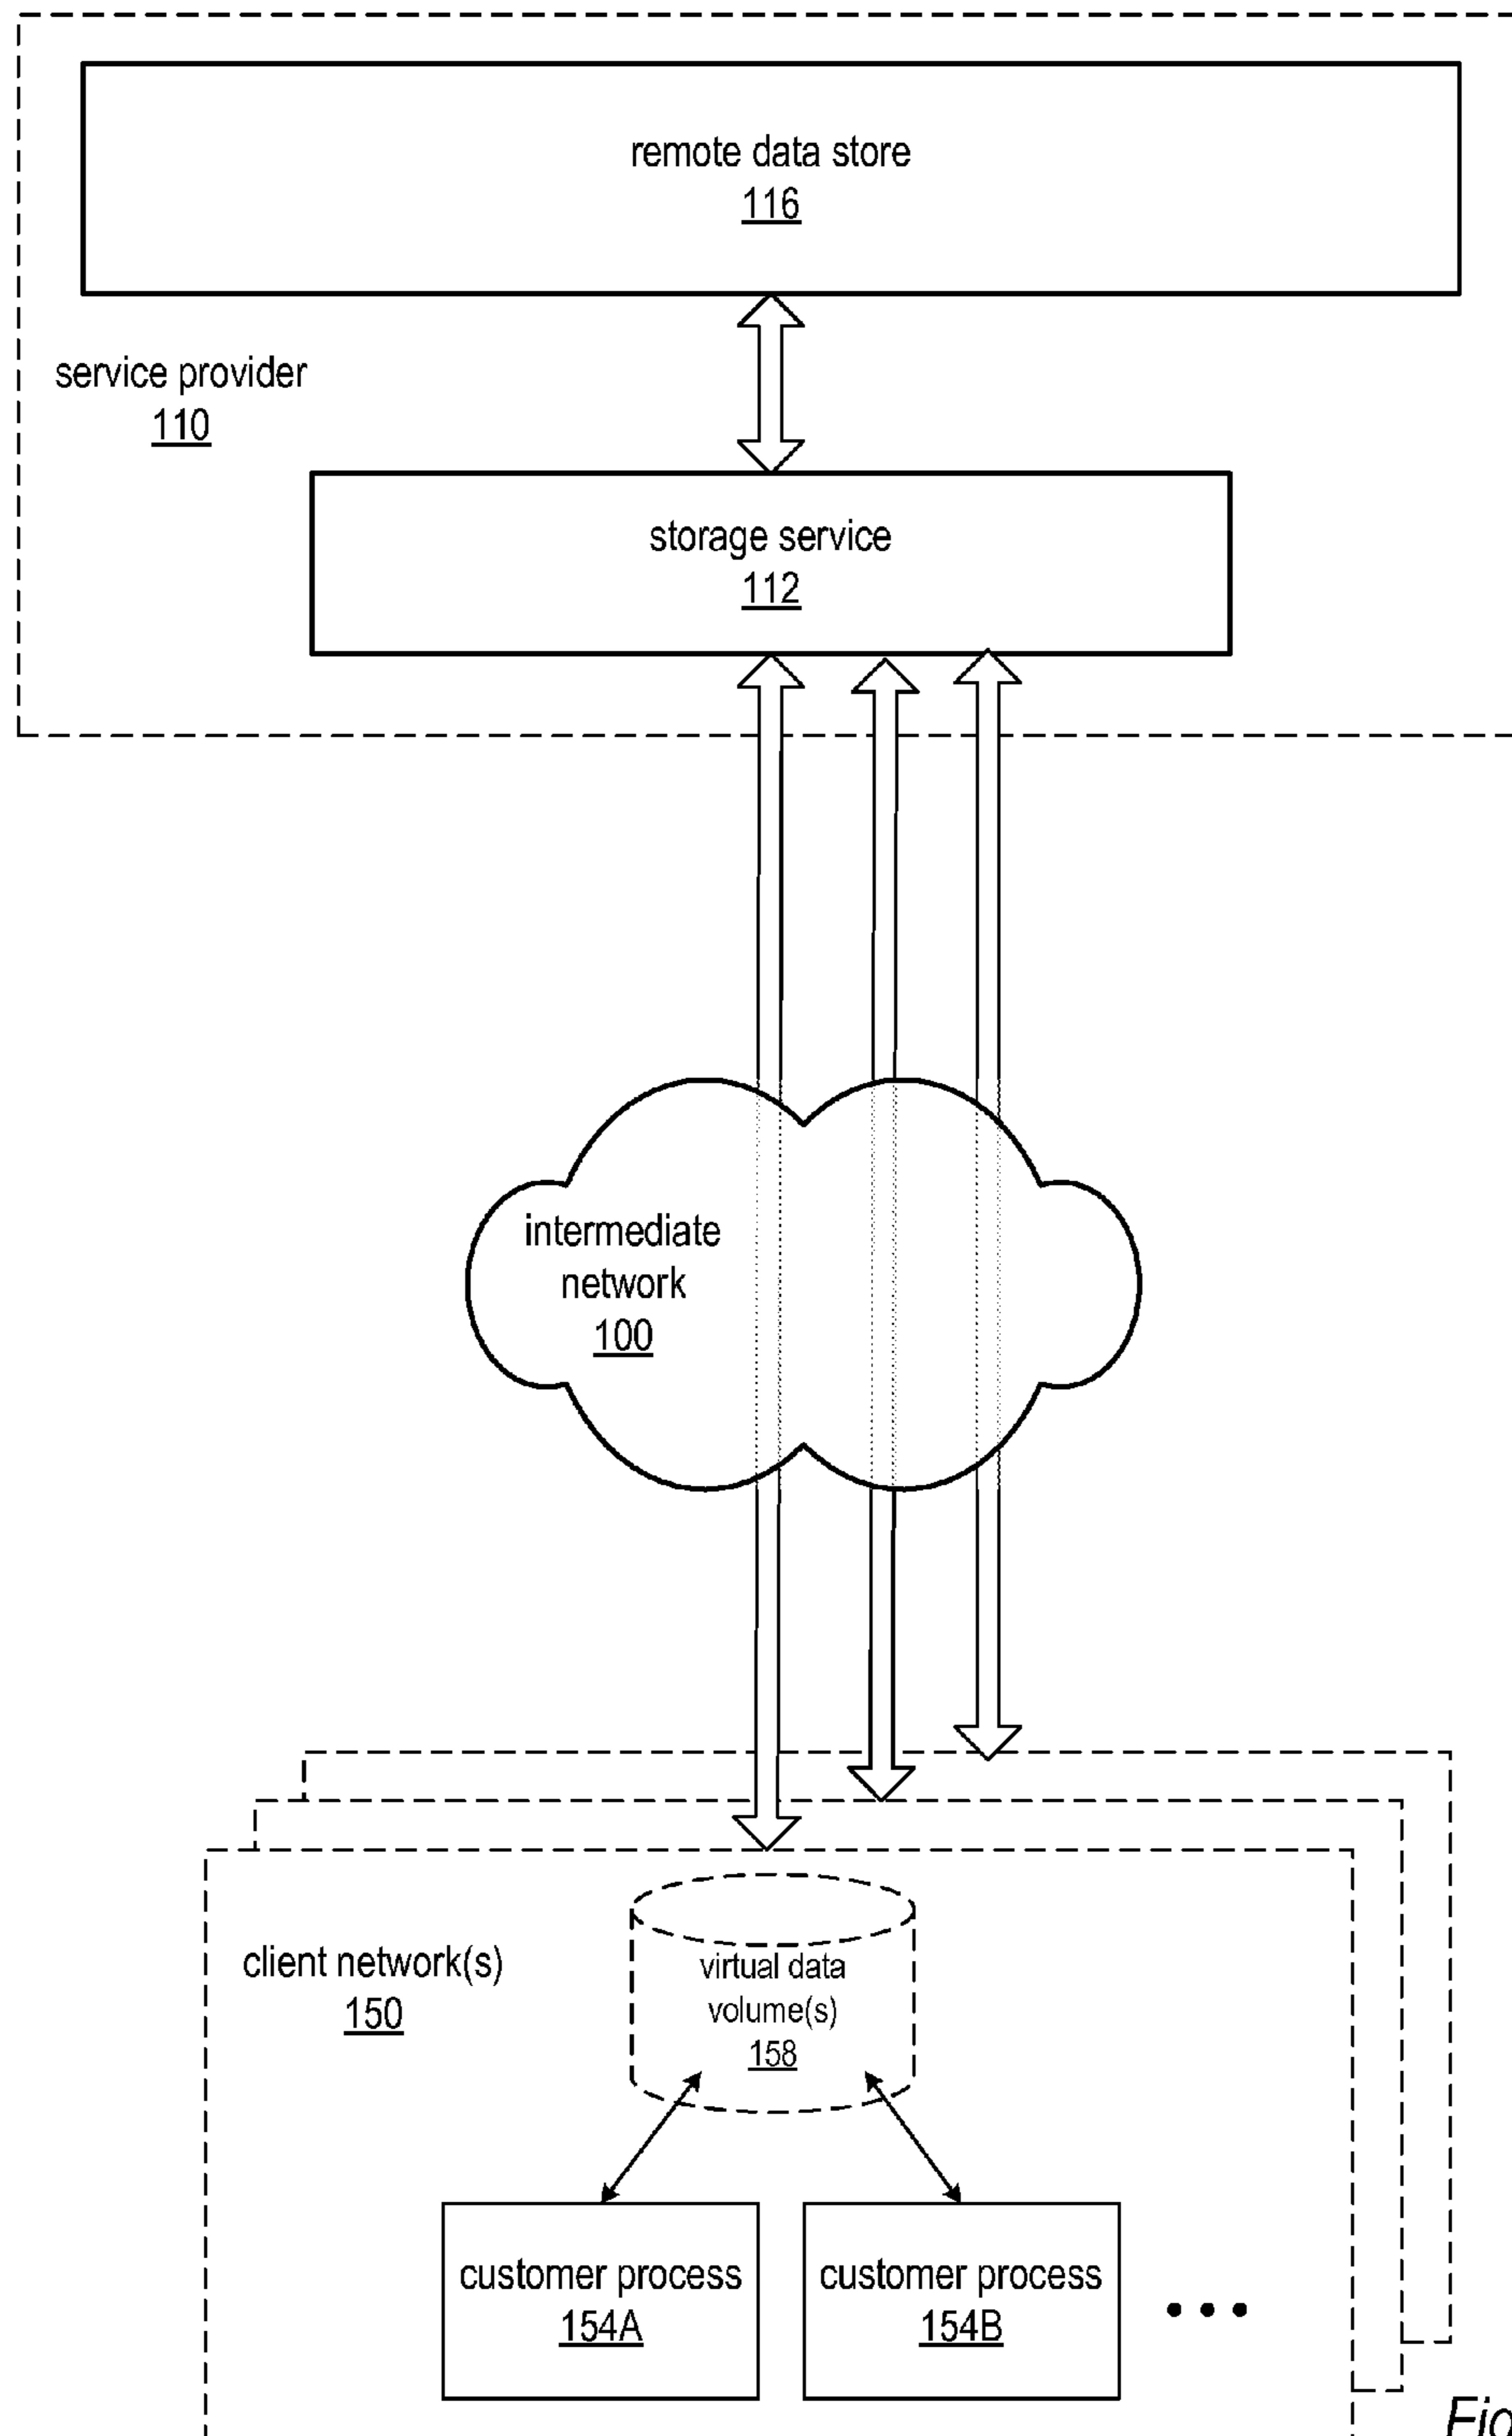 remote data store
116
service provider
110
storage service
112
intermediate
network
100
client network(s)
150
virtual data
volume(s)
158
customer process
154A
customer process
154B
Fig